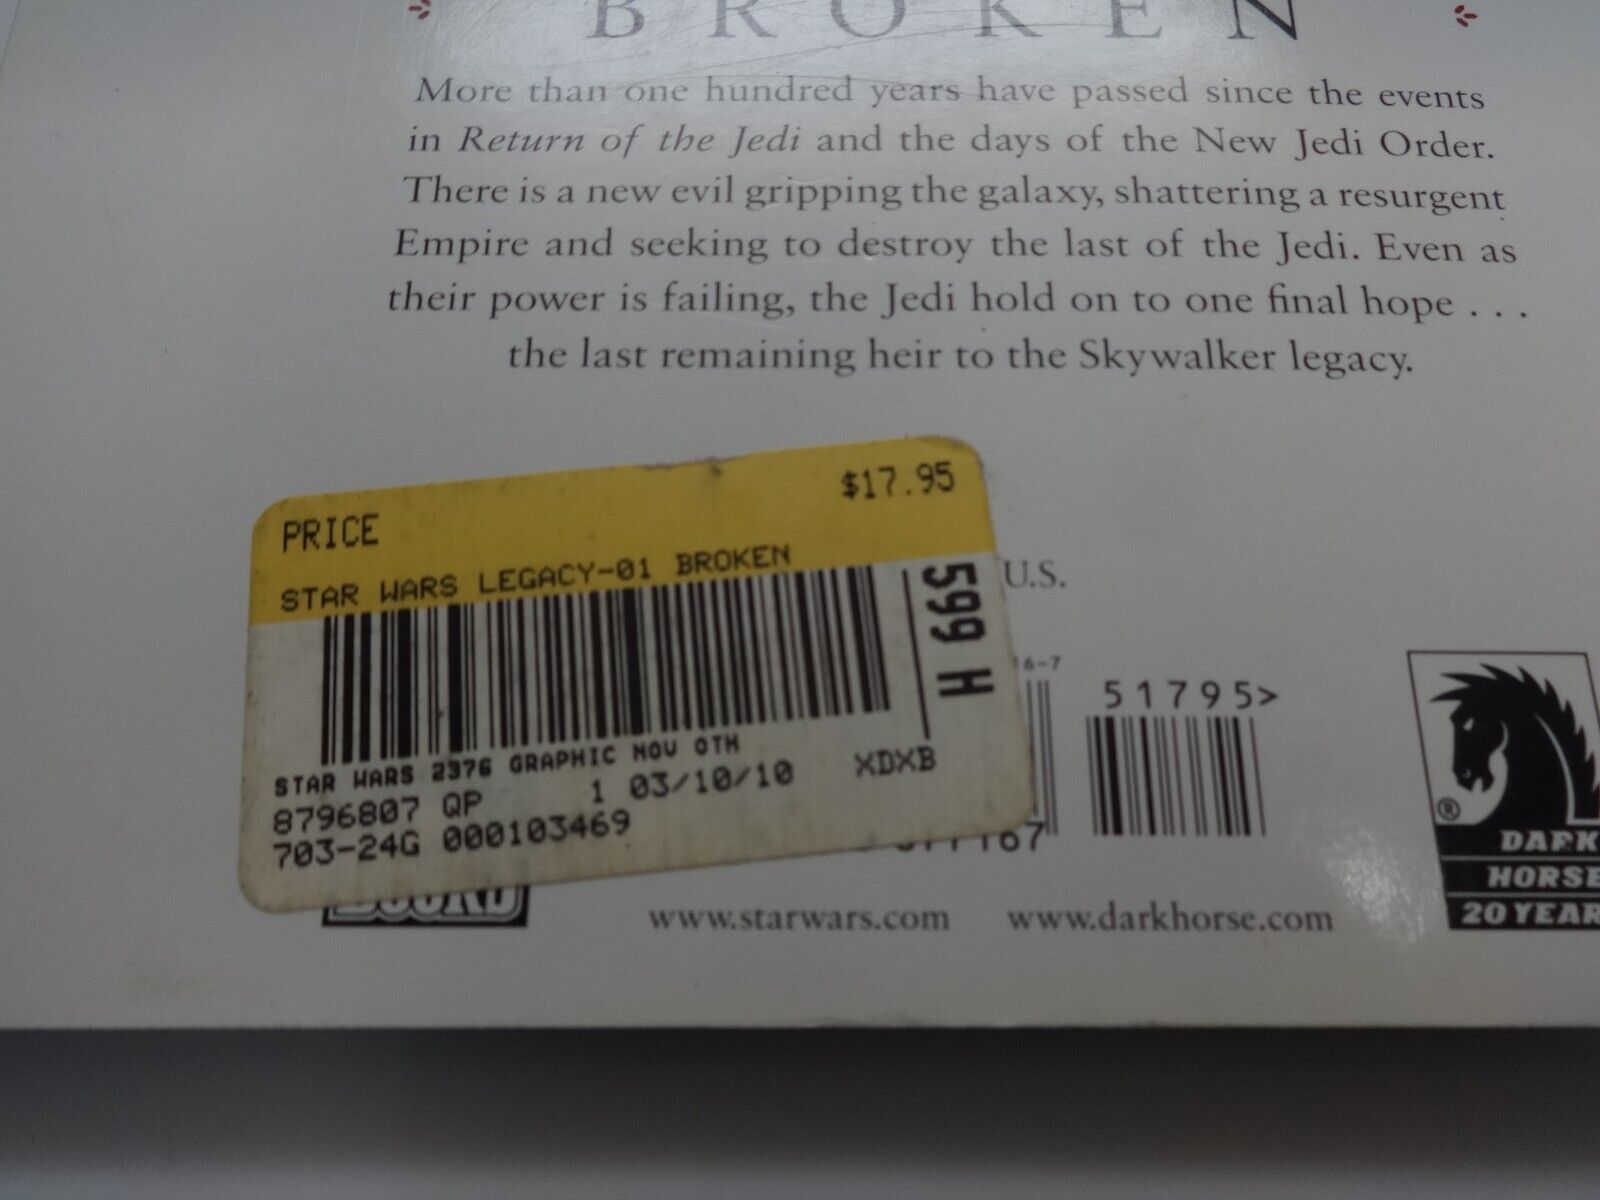 BROKEN
More than one hundred years have passed since the events
in Return of the Jedi and the days of the New Jedi Order.
There is a new evil gripping the galaxy, shattering a resurgent
Empire and seeking to destroy the last of the Jedi. Even as
their power is failing, the Jedi hold on to one final hope . . .
the last remaining heir to the Skywalker legacy.
PRICE $17.95
STAR WARS LEGACY-01 BROKEN
599 H
STAR WARS 2376 GRAPHIC NOV OTH
8796807 QP 1 03/10/10 XDXB
703-24G 000103469
U.S.
16-7
51795>
167
www.starwars.com www.darkhorse.com
®
DARK
HORSE
20 YEAR